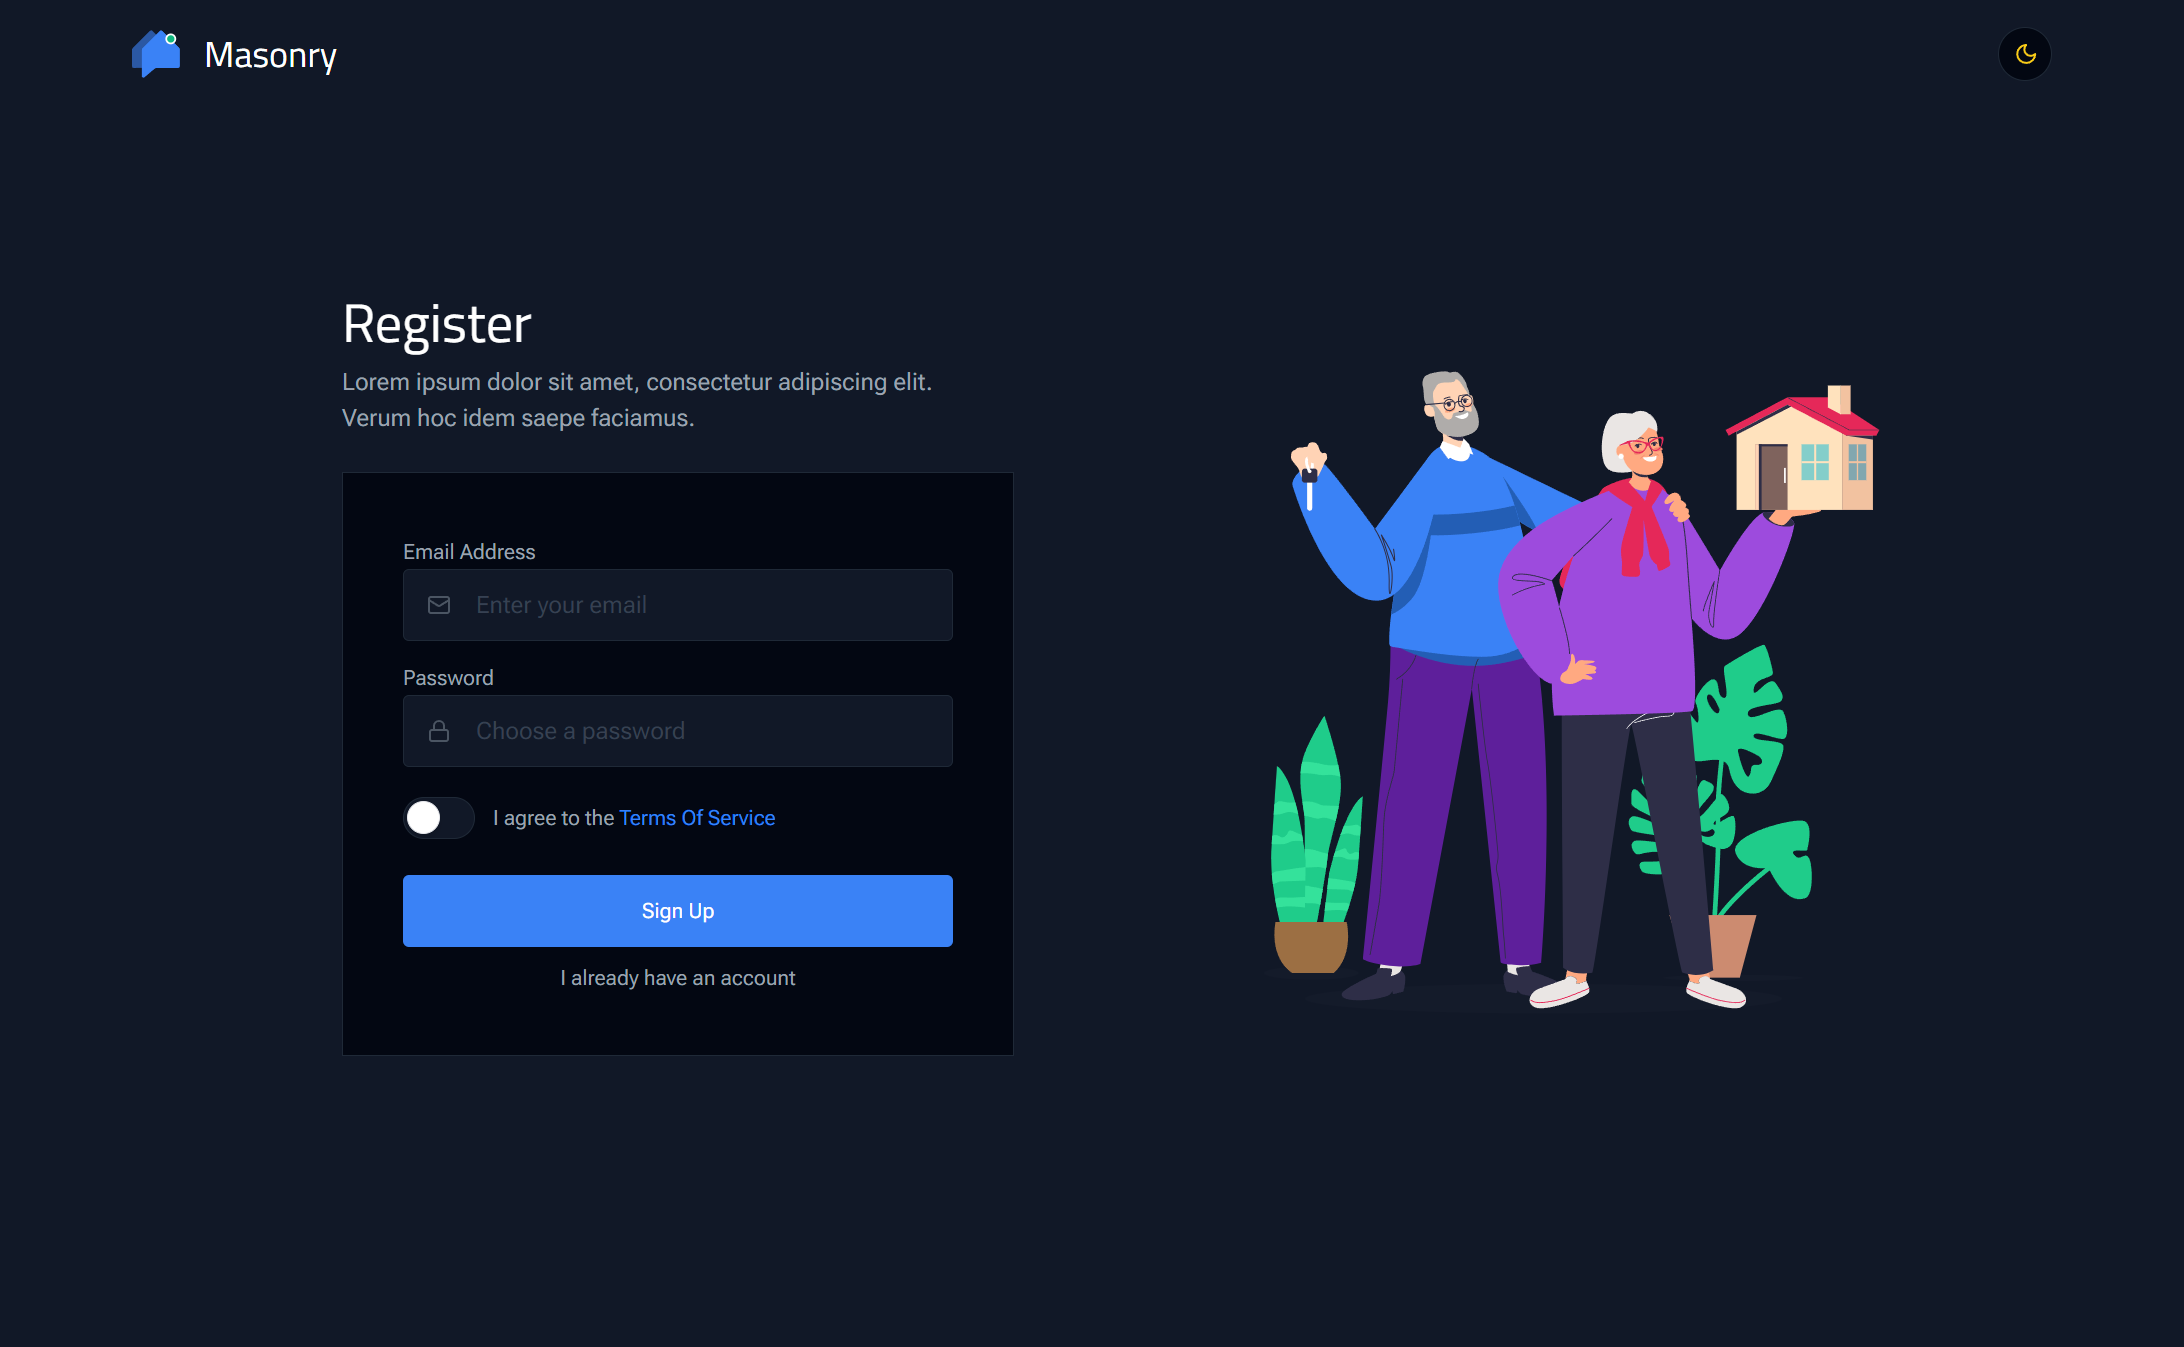 Masonry
Register
Lorem ipsum dolor sit amet, consectetur adipiscing elit.
Verum hoc idem saepe faciamus.
Email Address
Enter your email
Password
Choose a password
I agree to the Terms Of Service
Sign Up
I already have an account